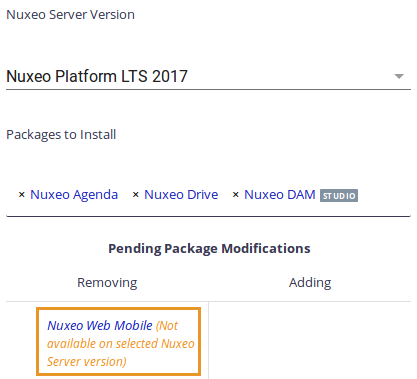 Nuxeo Server Version
Nuxeo Platform LTS 2017
Packages to Install
× Nuxeo Agenda × Nuxeo Drive × Nuxeo DAM STUDIO
Pending Package Modifications
Removing Adding
Nuxeo Web Mobile (Not
available on selected Nuxeo
Server version)